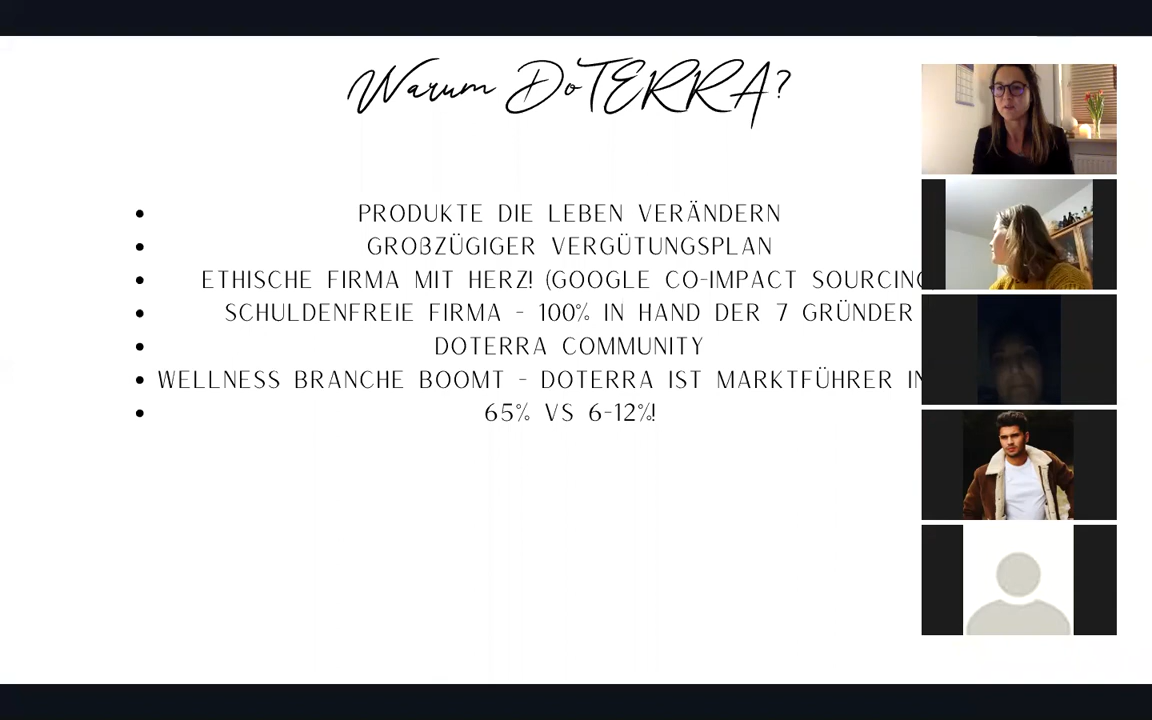 Warum DoTERRA?
PRODUKTE DIE LEBEN VERÄNDERN
GROßZÜGIGER VERGÜTUNGSPLAN
ETHISCHE FIRMA MIT HERZ! (GOOGLE CO-IMPACT SOURCING
SCHULDENFREIE FIRMA - 100% IN HAND DER 7 GRÜNDER
DOTERRA COMMUNITY
WELLNESS BRANCHE BOOMT - DOTERRA IST MARKTFÜHRER IN
65% VS 6-12%!